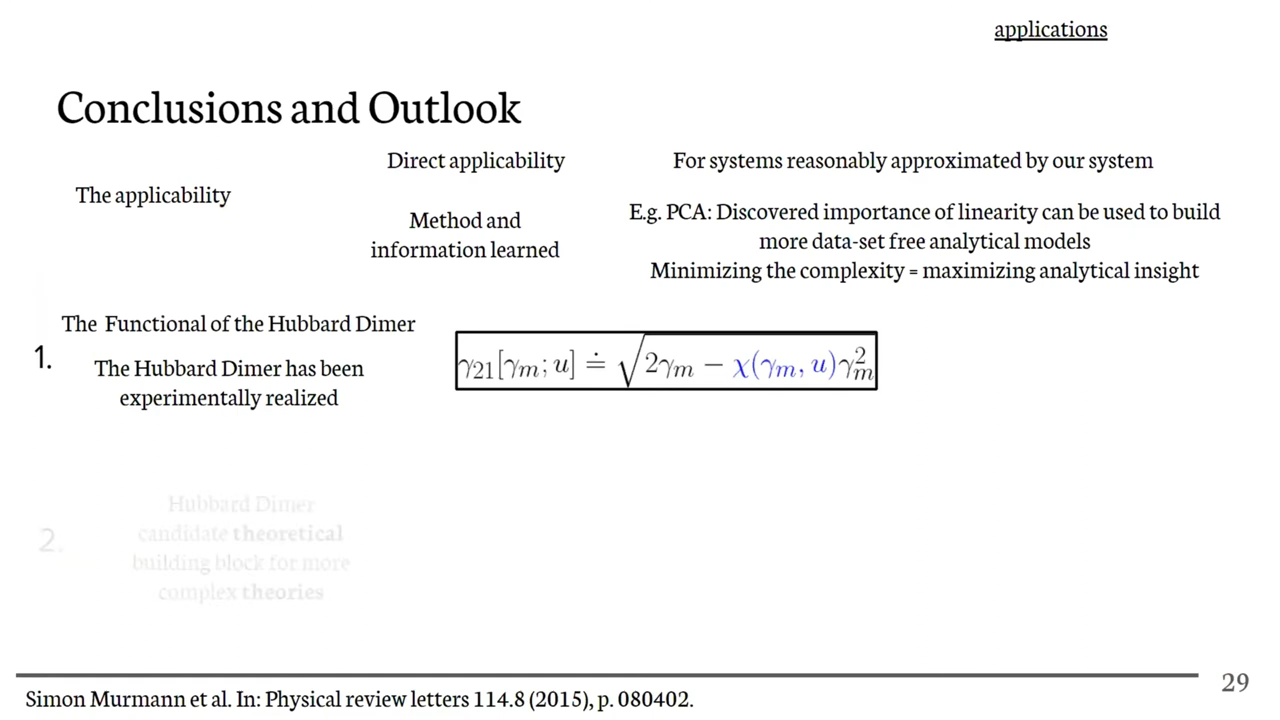 applications
Conclusions and Outlook
The applicability
Direct applicability
For systems reasonably approximated by our system
Method and
information learned
E.g. PCA: Discovered importance of linearity can be used to build
more data-set free analytical models
Minimizing the complexity = maximizing analytical insight
1.
The Functional of the Hubbard Dimer
The Hubbard Dimer has been
experimentally realized
γ₂₁[γₘ; u] ≐ √(2γₘ − χ(γₘ, u)γₘ²)
2.
Hubbard Dimer
candidate theoretical
building block for more
complex theories
Simon Murmann et al. In: Physical review letters 114.8 (2015), p. 080402.
29